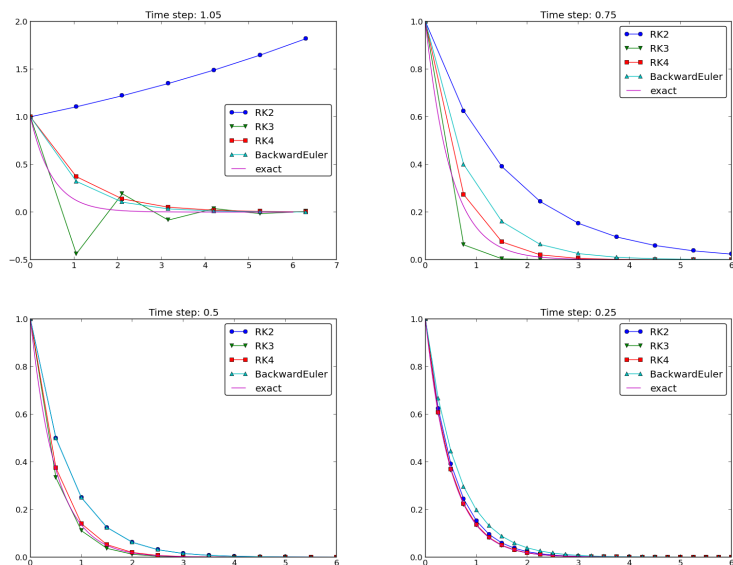 Time step: 1.05
2.0
1.5
1.0
0.5
0.0
−0.5
0 1 2 3 4 5 6 7
RK2
RK3
RK4
BackwardEuler
exact
Time step: 0.75
1.0
0.8
0.6
0.4
0.2
0.0
0 1 2 3 4 5 6
RK2
RK3
RK4
BackwardEuler
exact
Time step: 0.5
1.0
0.8
0.6
0.4
0.2
0.0
0 1 2 3 4 5 6
RK2
RK3
RK4
BackwardEuler
exact
Time step: 0.25
1.0
0.8
0.6
0.4
0.2
0.0
0 1 2 3 4 5 6
RK2
RK3
RK4
BackwardEuler
exact